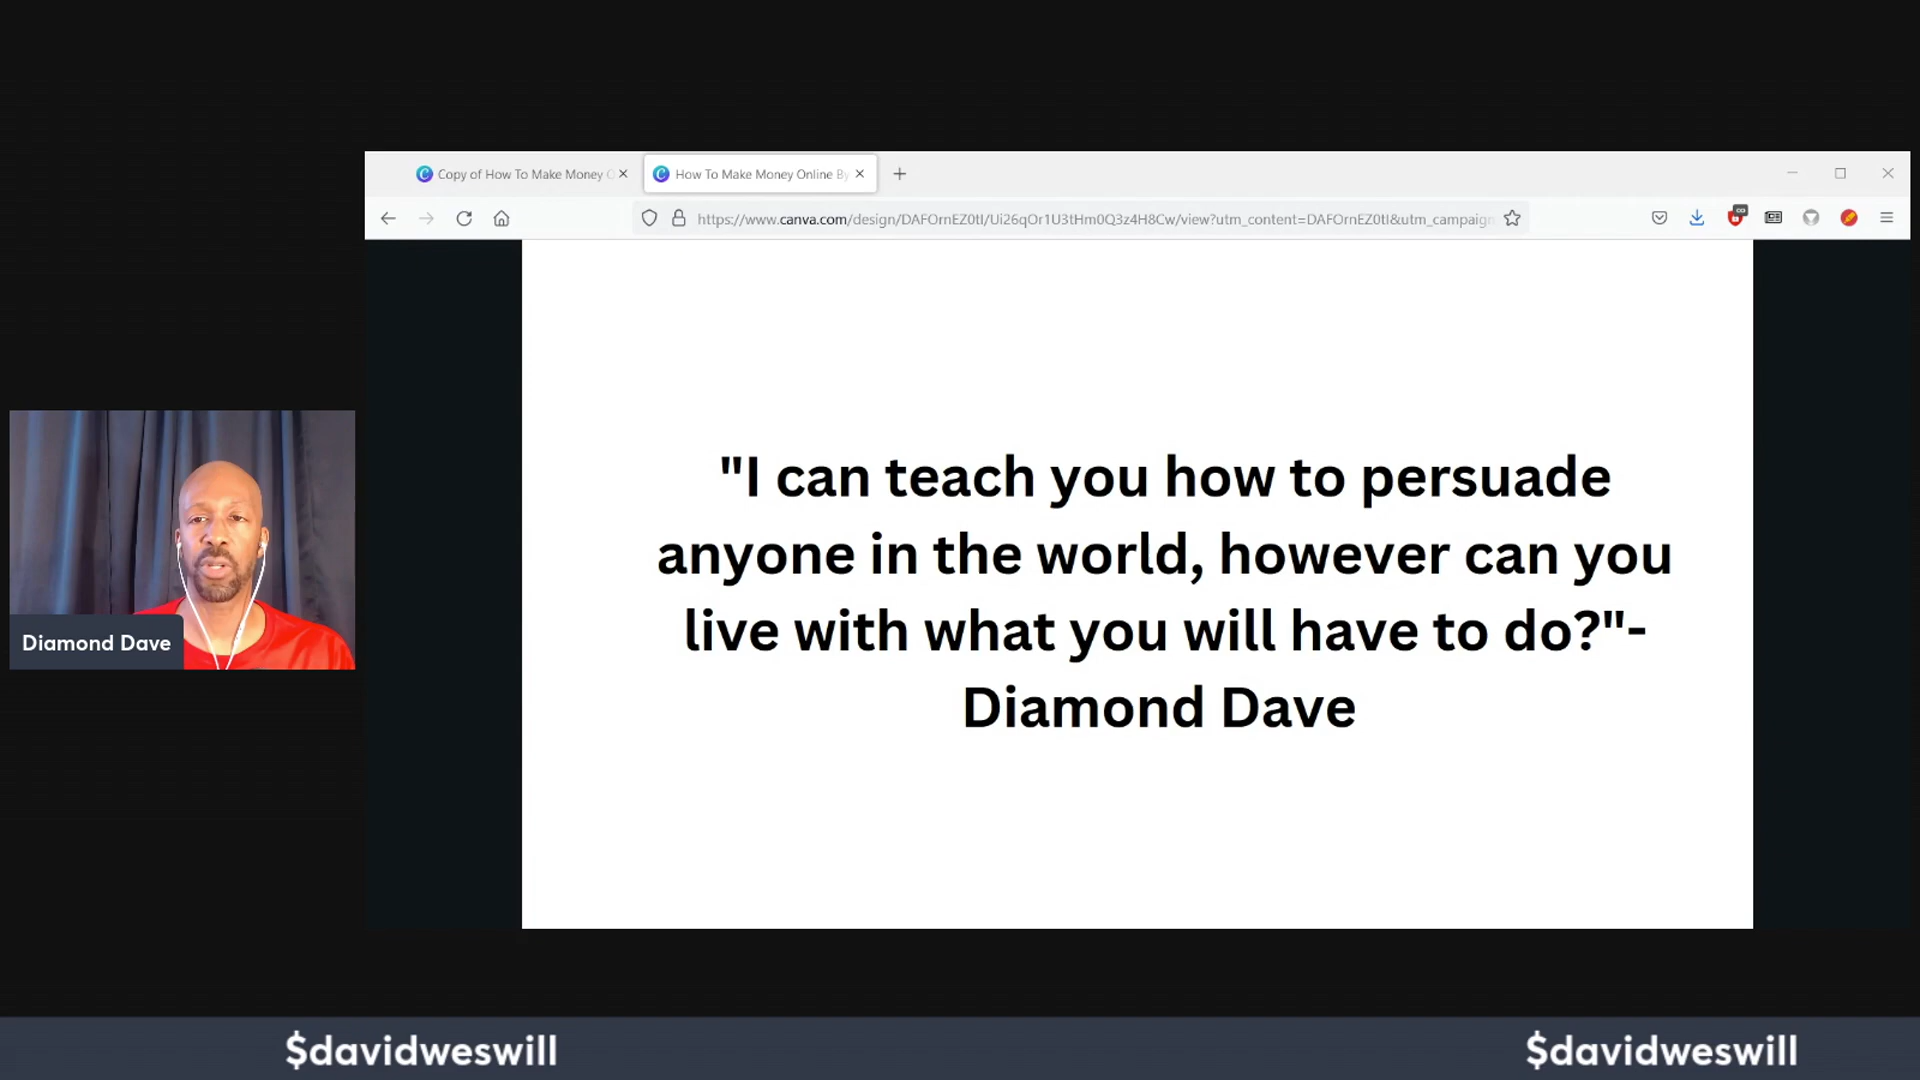 Copy of How To Make Money O
How To Make Money Online By
https://www.canva.com/design/DAFOrnEZ0tI/Ui26qOr1U3tHm0Q3z4H8Cw/view?utm_content=DAFOrnEZ0tI&utm_campaign
"I can teach you how to persuade
anyone in the world, however can you
live with what you will have to do?"-
Diamond Dave
Diamond Dave
$davidweswill
$davidweswill